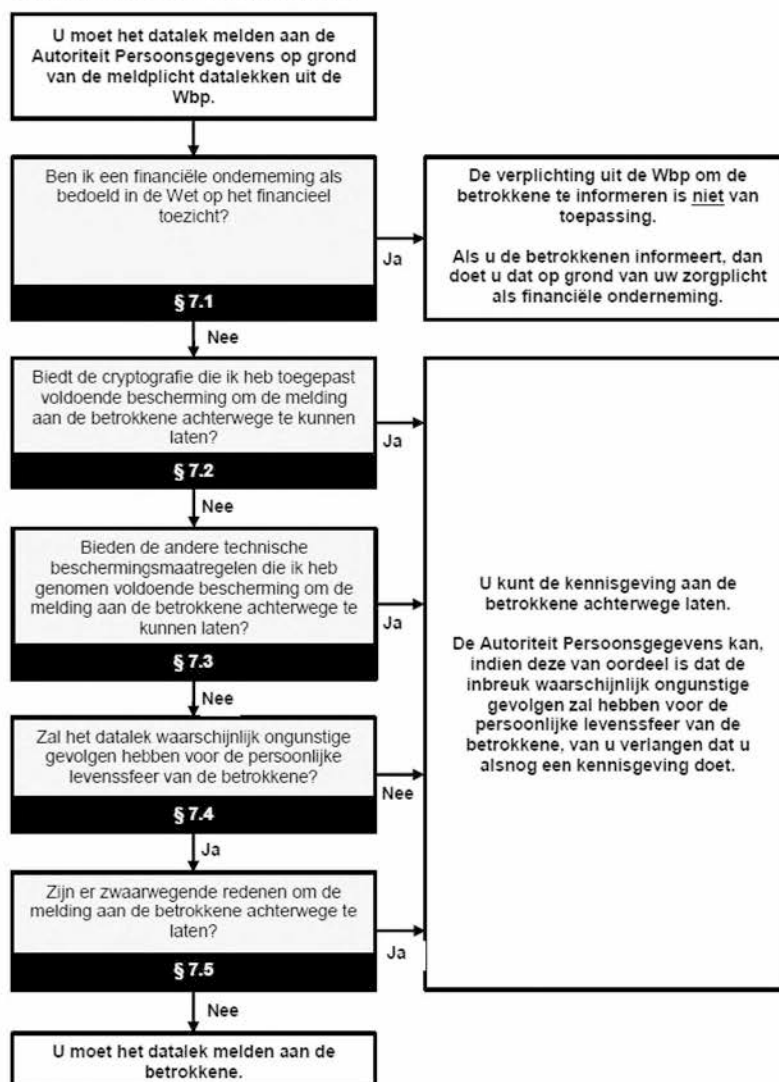 U moet het datalek melden aan de
Autoriteit Persoonsgegevens op grond
van de meldplicht datalekken uit de
Wbp.
Ben ik een financiële onderneming als
bedoeld in de Wet op het financieel
toezicht?
§ 7.1
Ja
De verplichting uit de Wbp om de
betrokkene te informeren is niet van
toepassing.
Als u de betrokkenen informeert, dan
doet u dat op grond van uw zorgplicht
als financiële onderneming.
Nee
Biedt de cryptografie die ik heb toegepast
voldoende bescherming om de melding
aan de betrokkene achterwege te kunnen
laten?
§ 7.2
Ja
Nee
Bieden de andere technische
beschermingsmaatregelen die ik heb
genomen voldoende bescherming om de
melding aan de betrokkene achterwege te
kunnen laten?
§ 7.3
Ja
Nee
Zal het datalek waarschijnlijk ongunstige
gevolgen hebben voor de persoonlijke
levenssfeer van de betrokkene?
§ 7.4
Nee
Ja
Zijn er zwaarwegende redenen om de
melding aan de betrokkene achterwege te
laten?
§ 7.5
Ja
U kunt de kennisgeving aan de
betrokkene achterwege laten.
De Autoriteit Persoonsgegevens kan,
indien deze van oordeel is dat de
inbreuk waarschijnlijk ongunstige
gevolgen zal hebben voor de
persoonlijke levenssfeer van de
betrokkene, van u verlangen dat u
alsnog een kennisgeving doet.
Nee
U moet het datalek melden aan de
betrokkene.